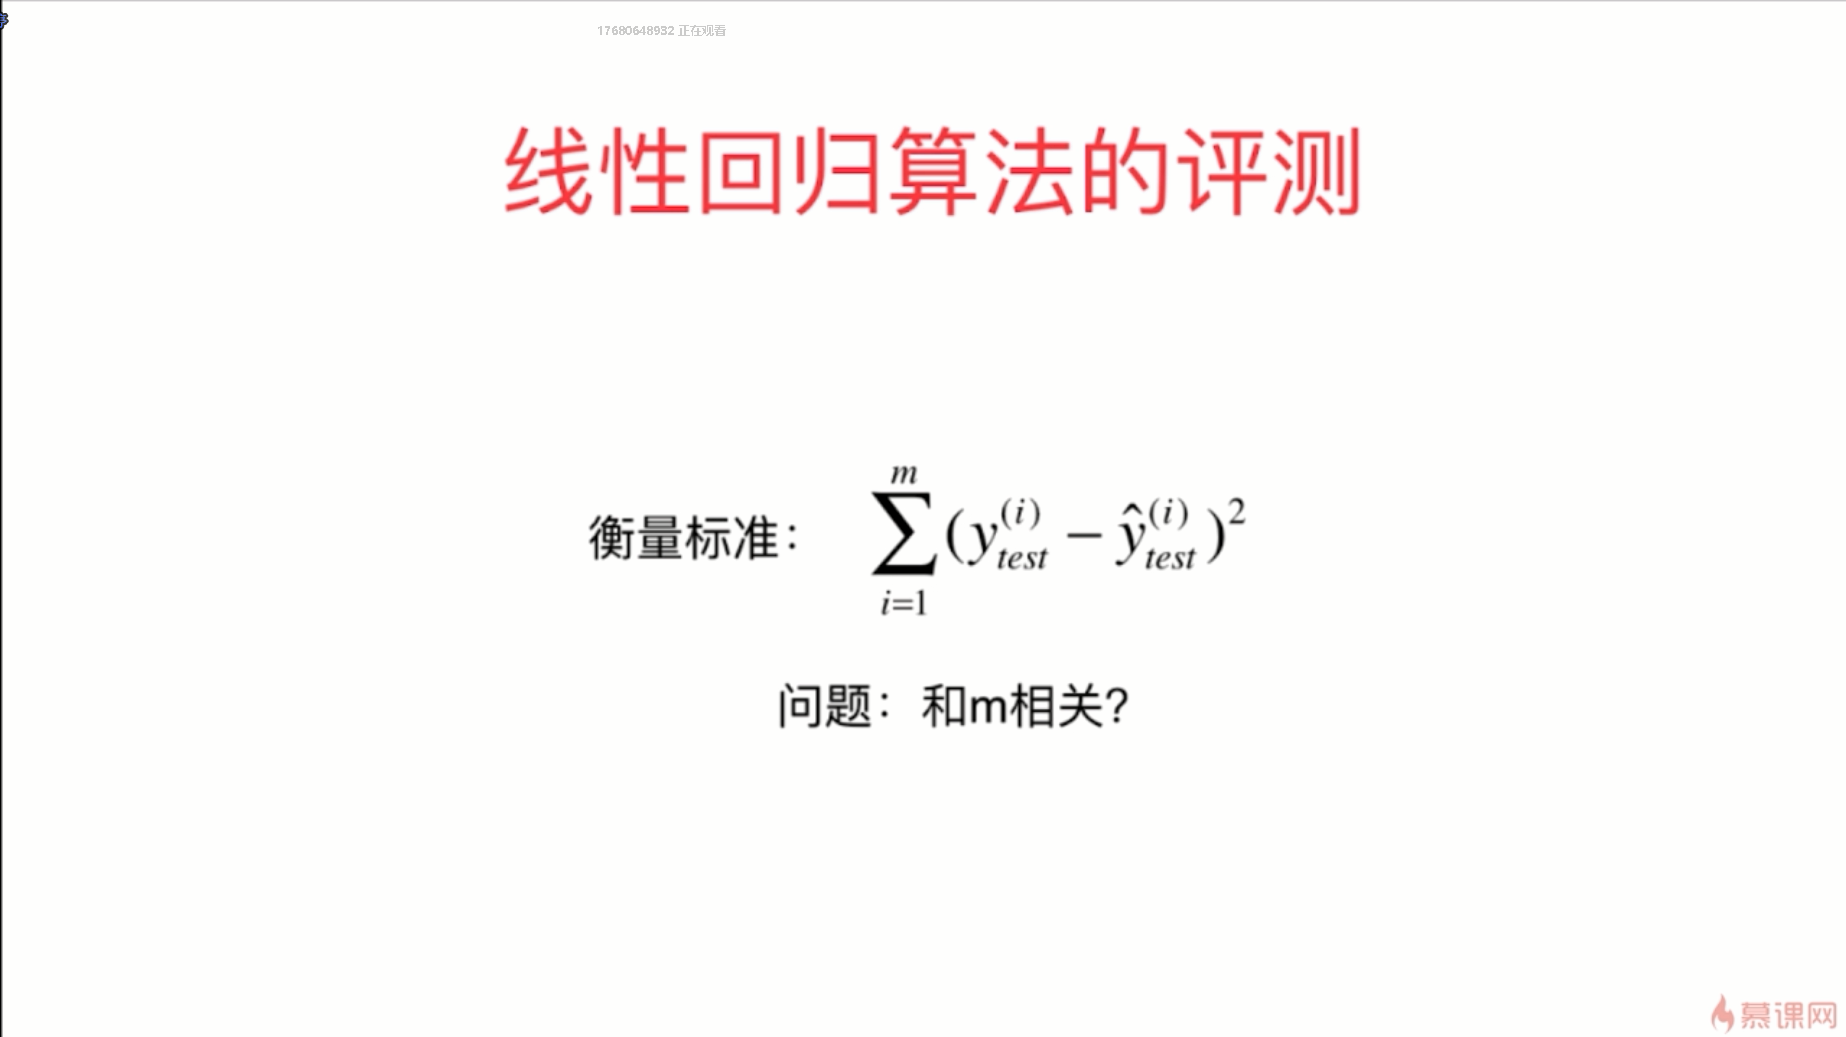 17680648932 正在观看
线性回归算法的评测
衡量标准： $\sum_{i=1}^{m}(y_{test}^{(i)} - \hat{y}_{test}^{(i)})^2$
问题：和m相关？
慕课网